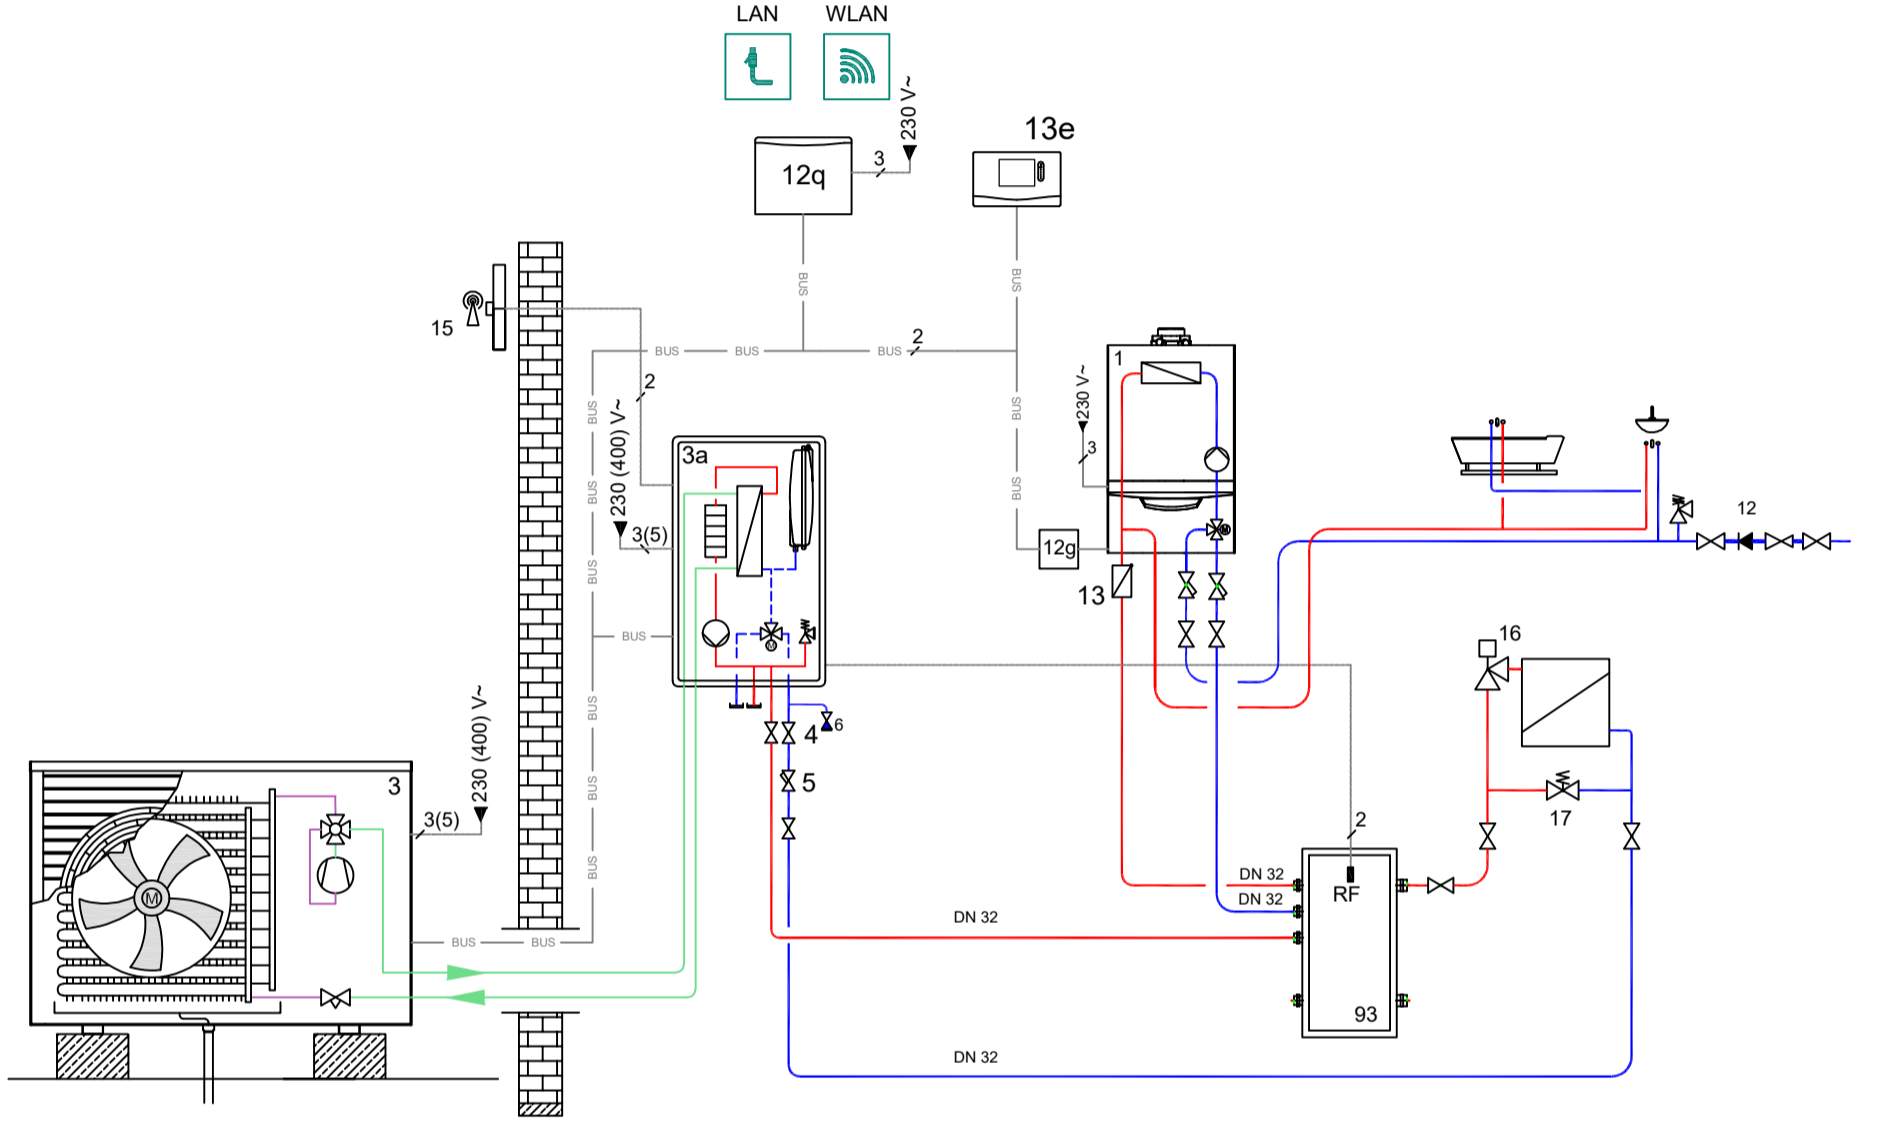 LAN WLAN
230 V~
13e
12q
3
BUS
BUS
15
BUS BUS BUS 2
2
BUS
BUS
1
230 V~
3
230 (400) V~
3a
BUS
BUS
12
3(5)
12g
M
BUS
13
BUS
M
16
BUS
4
6
5
17
230 (400) V~
3
3(5)
BUS
2
BUS
DN 32
RF
M
DN 32
DN 32
BUS BUS
93
DN 32